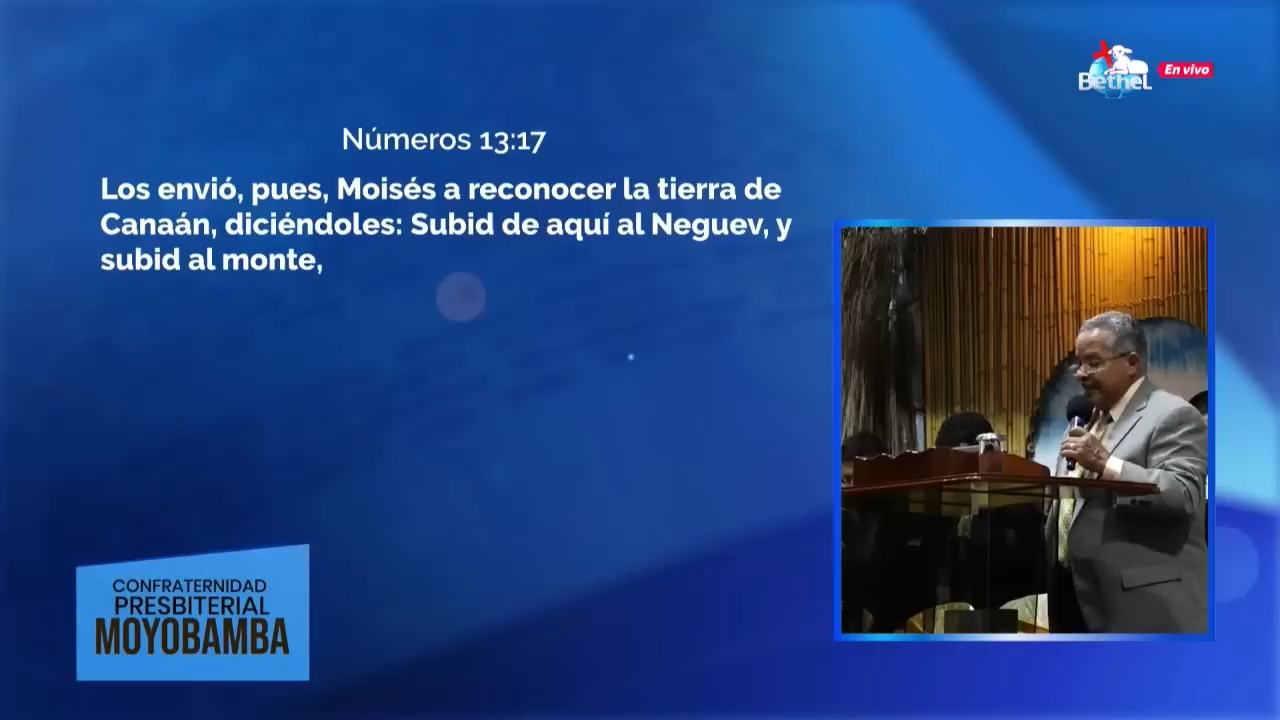 Bethel
En vivo
Números 13:17
Los envió, pues, Moisés a reconocer la tierra de
Canaán, diciéndoles: Subid de aquí al Neguev, y
subid al monte,
CONFRATERNIDAD
PRESBITERIAL
MOYOBAMBA